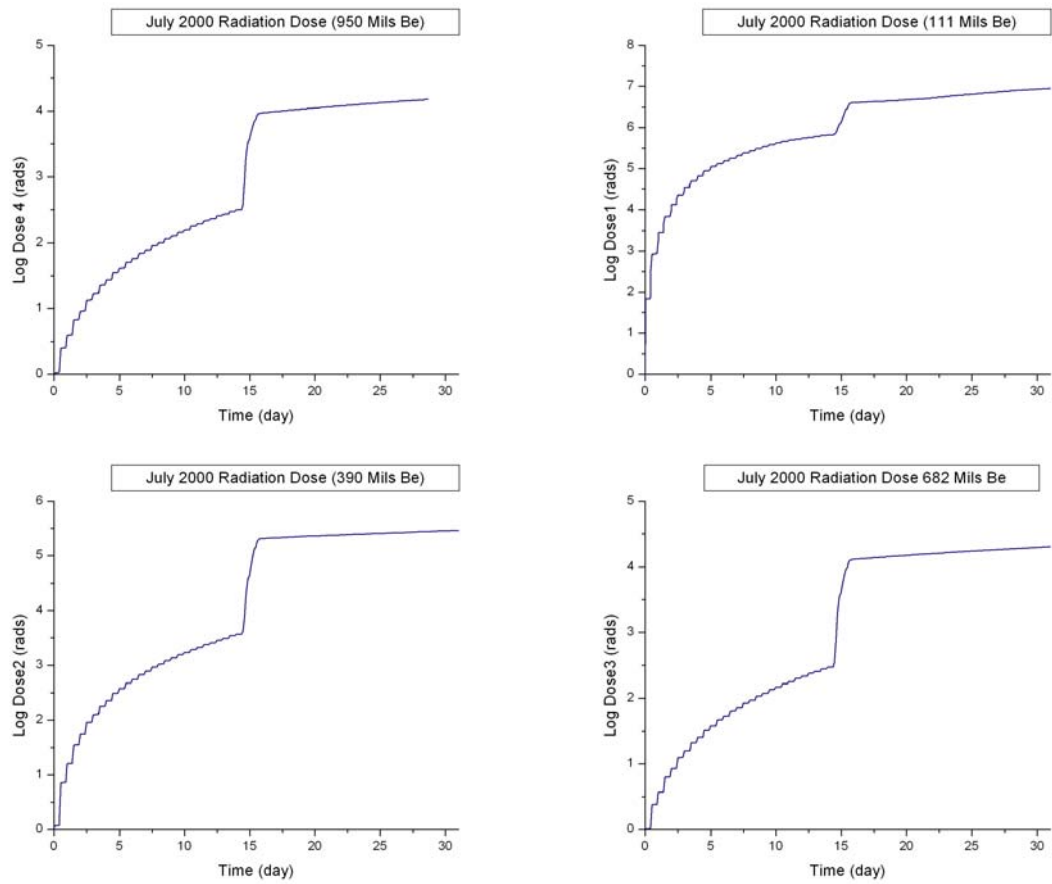 July 2000 Radiation Dose (950 Mils Be)
5
4
3
2
1
0
Log Dose 4 (rads)
0 5 10 15 20 25 30
Time (day)
July 2000 Radiation Dose (111 Mils Be)
8
7
6
5
4
3
2
1
0
Log Dose1 (rads)
0 5 10 15 20 25 30
Time (day)
July 2000 Radiation Dose (390 Mils Be)
6
5
4
3
2
1
0
Log Dose2 (rads)
0 5 10 15 20 25 30
Time (day)
July 2000 Radiation Dose 682 Mils Be
5
4
3
2
1
0
Log Dose3 (rads)
0 5 10 15 20 25 30
Time (day)